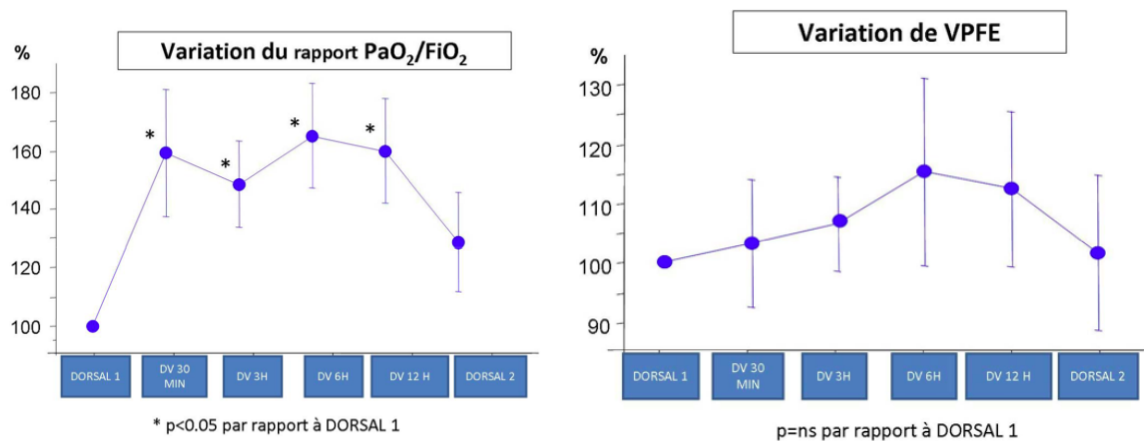 Variation du rapport PaO₂/FiO₂
%
180
160
140
120
100
*
*
*
*
DORSAL 1
DV 30
MIN
DV 3H
DV 6H
DV 12 H
DORSAL 2
* p<0.05 par rapport à DORSAL 1
Variation de VPFE
%
130
120
110
100
90
DORSAL 1
DV 30
MIN
DV 3H
DV 6H
DV 12 H
DORSAL 2
p=ns par rapport à DORSAL 1